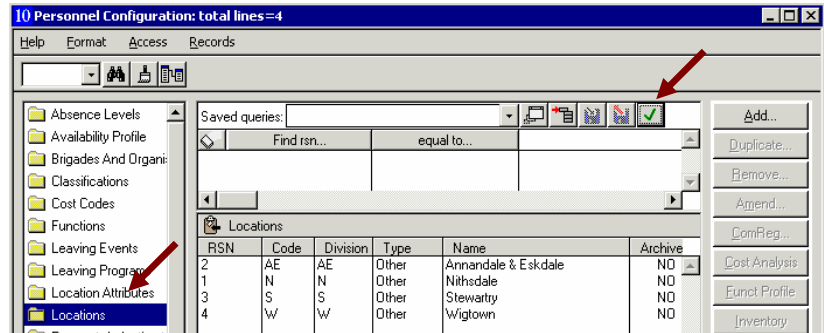 10 Personnel Configuration: total lines=4
Help Format Access Records
Absence Levels
Availability Profile
Brigades And Organi
Classifications
Cost Codes
Functions
Leaving Events
Leaving Program
Location Attributes
Locations
Saved queries:
Find rsn... equal to...
Locations
RSN Code Division Type Name Archive
2 AE AE Other Annandale & Eskdale NO
1 N N Other Nithsdale NO
3 S S Other Stewartry NO
4 W W Other Wigtown NO
Add...
Duplicate...
Remove...
Amend...
ComReg...
Cost Analysis
Funct Profile
Inventory